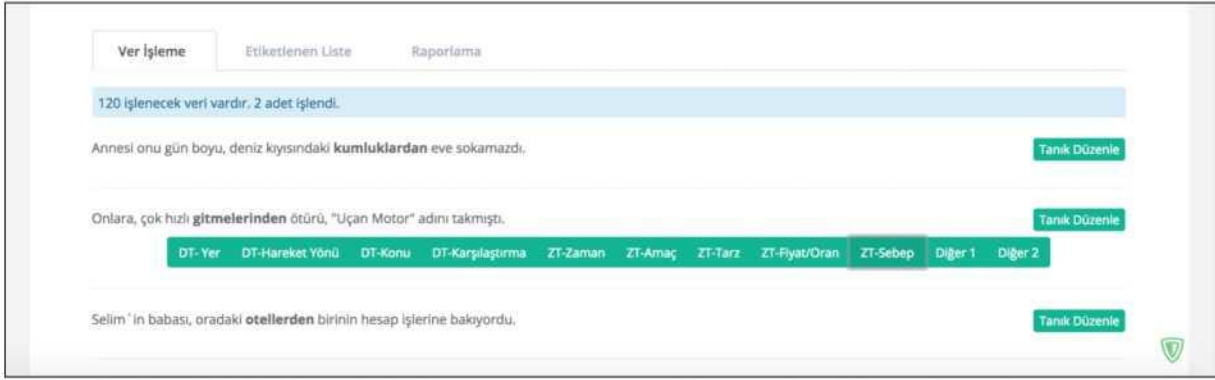 Ver İşleme Etiketlenen Liste Raporlama
120 işlenecek veri vardır. 2 adet işlendi.
Annesi onu gün boyu, deniz kıyısındaki kumluklardan eve sokamazdı. Tanık Düzenle
Onlara, çok hızlı gitmelerinden ötürü, "Uçan Motor" adını takmıştı. Tanık Düzenle
DT- Yer DT-Hareket Yönü DT-Konu DT-Karşılaştırma ZT-Zaman ZT-Amaç ZT-Tarz ZT-Fiyat/Oran ZT-Sebep Diğer 1 Diğer 2
Selim`in babası, oradaki otellerden birinin hesap işlerine bakıyordu. Tanık Düzenle